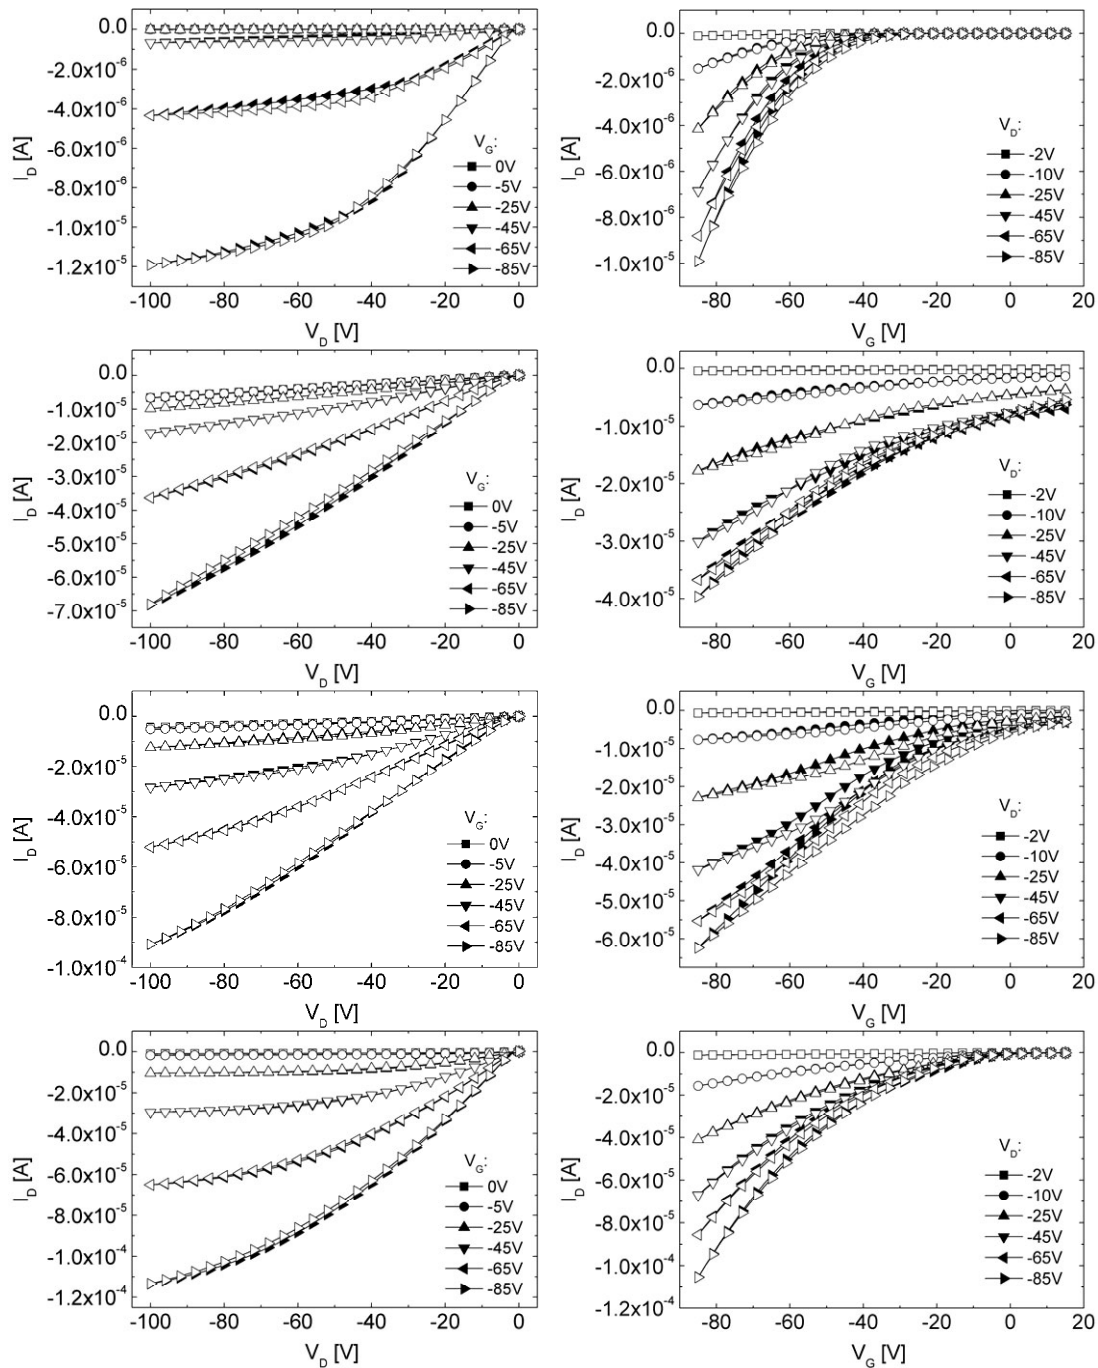 0.0
-2.0x10⁻⁶
-4.0x10⁻⁶
-6.0x10⁻⁶
-8.0x10⁻⁶
-1.0x10⁻⁵
-1.2x10⁻⁵
I_D [A]
V_G:
0V
-5V
-25V
-45V
-65V
-85V
-100 -80 -60 -40 -20 0
V_D [V]
0.0
-2.0x10⁻⁶
-4.0x10⁻⁶
-6.0x10⁻⁶
-8.0x10⁻⁶
-1.0x10⁻⁵
I_D [A]
V_D:
-2V
-10V
-25V
-45V
-65V
-85V
-80 -60 -40 -20 0 20
V_G [V]
0.0
-1.0x10⁻⁵
-2.0x10⁻⁵
-3.0x10⁻⁵
-4.0x10⁻⁵
-5.0x10⁻⁵
-6.0x10⁻⁵
-7.0x10⁻⁵
I_D [A]
V_G:
0V
-5V
-25V
-45V
-65V
-85V
-100 -80 -60 -40 -20 0
V_D [V]
0.0
-1.0x10⁻⁵
-2.0x10⁻⁵
-3.0x10⁻⁵
-4.0x10⁻⁵
I_D [A]
V_D:
-2V
-10V
-25V
-45V
-65V
-85V
-80 -60 -40 -20 0 20
V_G [V]
0.0
-2.0x10⁻⁵
-4.0x10⁻⁵
-6.0x10⁻⁵
-8.0x10⁻⁵
-1.0x10⁻⁴
I_D [A]
V_G:
0V
-5V
-25V
-45V
-65V
-85V
-100 -80 -60 -40 -20 0
V_D [V]
0.0
-1.0x10⁻⁵
-2.0x10⁻⁵
-3.0x10⁻⁵
-4.0x10⁻⁵
-5.0x10⁻⁵
-6.0x10⁻⁵
I_D [A]
V_D:
-2V
-10V
-25V
-45V
-65V
-85V
-80 -60 -40 -20 0 20
V_G [V]
0.0
-2.0x10⁻⁵
-4.0x10⁻⁵
-6.0x10⁻⁵
-8.0x10⁻⁵
-1.0x10⁻⁴
-1.2x10⁻⁴
I_D [A]
V_G:
0V
-5V
-25V
-45V
-65V
-85V
-100 -80 -60 -40 -20 0
V_D [V]
0.0
-2.0x10⁻⁵
-4.0x10⁻⁵
-6.0x10⁻⁵
-8.0x10⁻⁵
-1.0x10⁻⁴
-1.2x10⁻⁴
I_D [A]
V_D:
-2V
-10V
-25V
-45V
-65V
-85V
-80 -60 -40 -20 0 20
V_G [V]